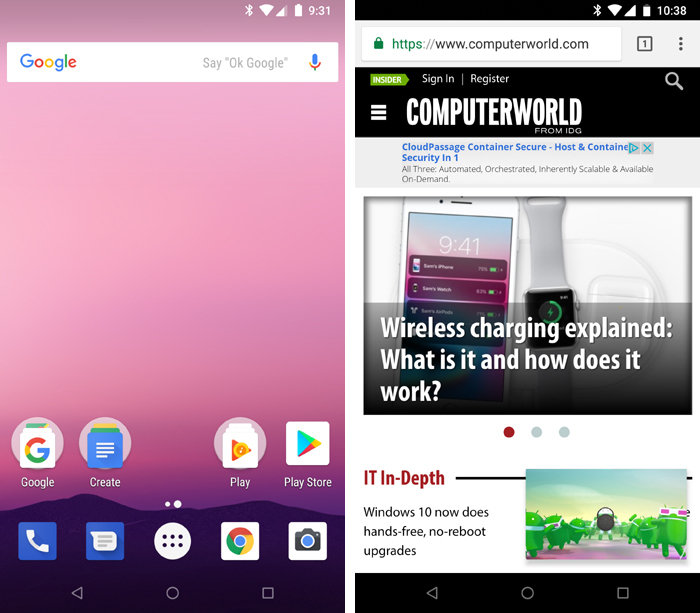 9:31
Google
Say "Ok Google"
Google
Create
Play
Play Store
10:38
https://www.computerworld.com
1
INSIDER
Sign In | Register
COMPUTERWORLD
FROM IDG
CloudPassage Container Secure - Host & Containe
Security In 1
All Three: Automated, Orchestrated, Inherently Scalable & Available
On-Demand.
9:41
Sam's iPhone
Sam's Watch
Sam's AirPods
Wireless charging explained:
What is it and how does it
work?
IT In-Depth
Windows 10 now does
hands-free, no-reboot
upgrades